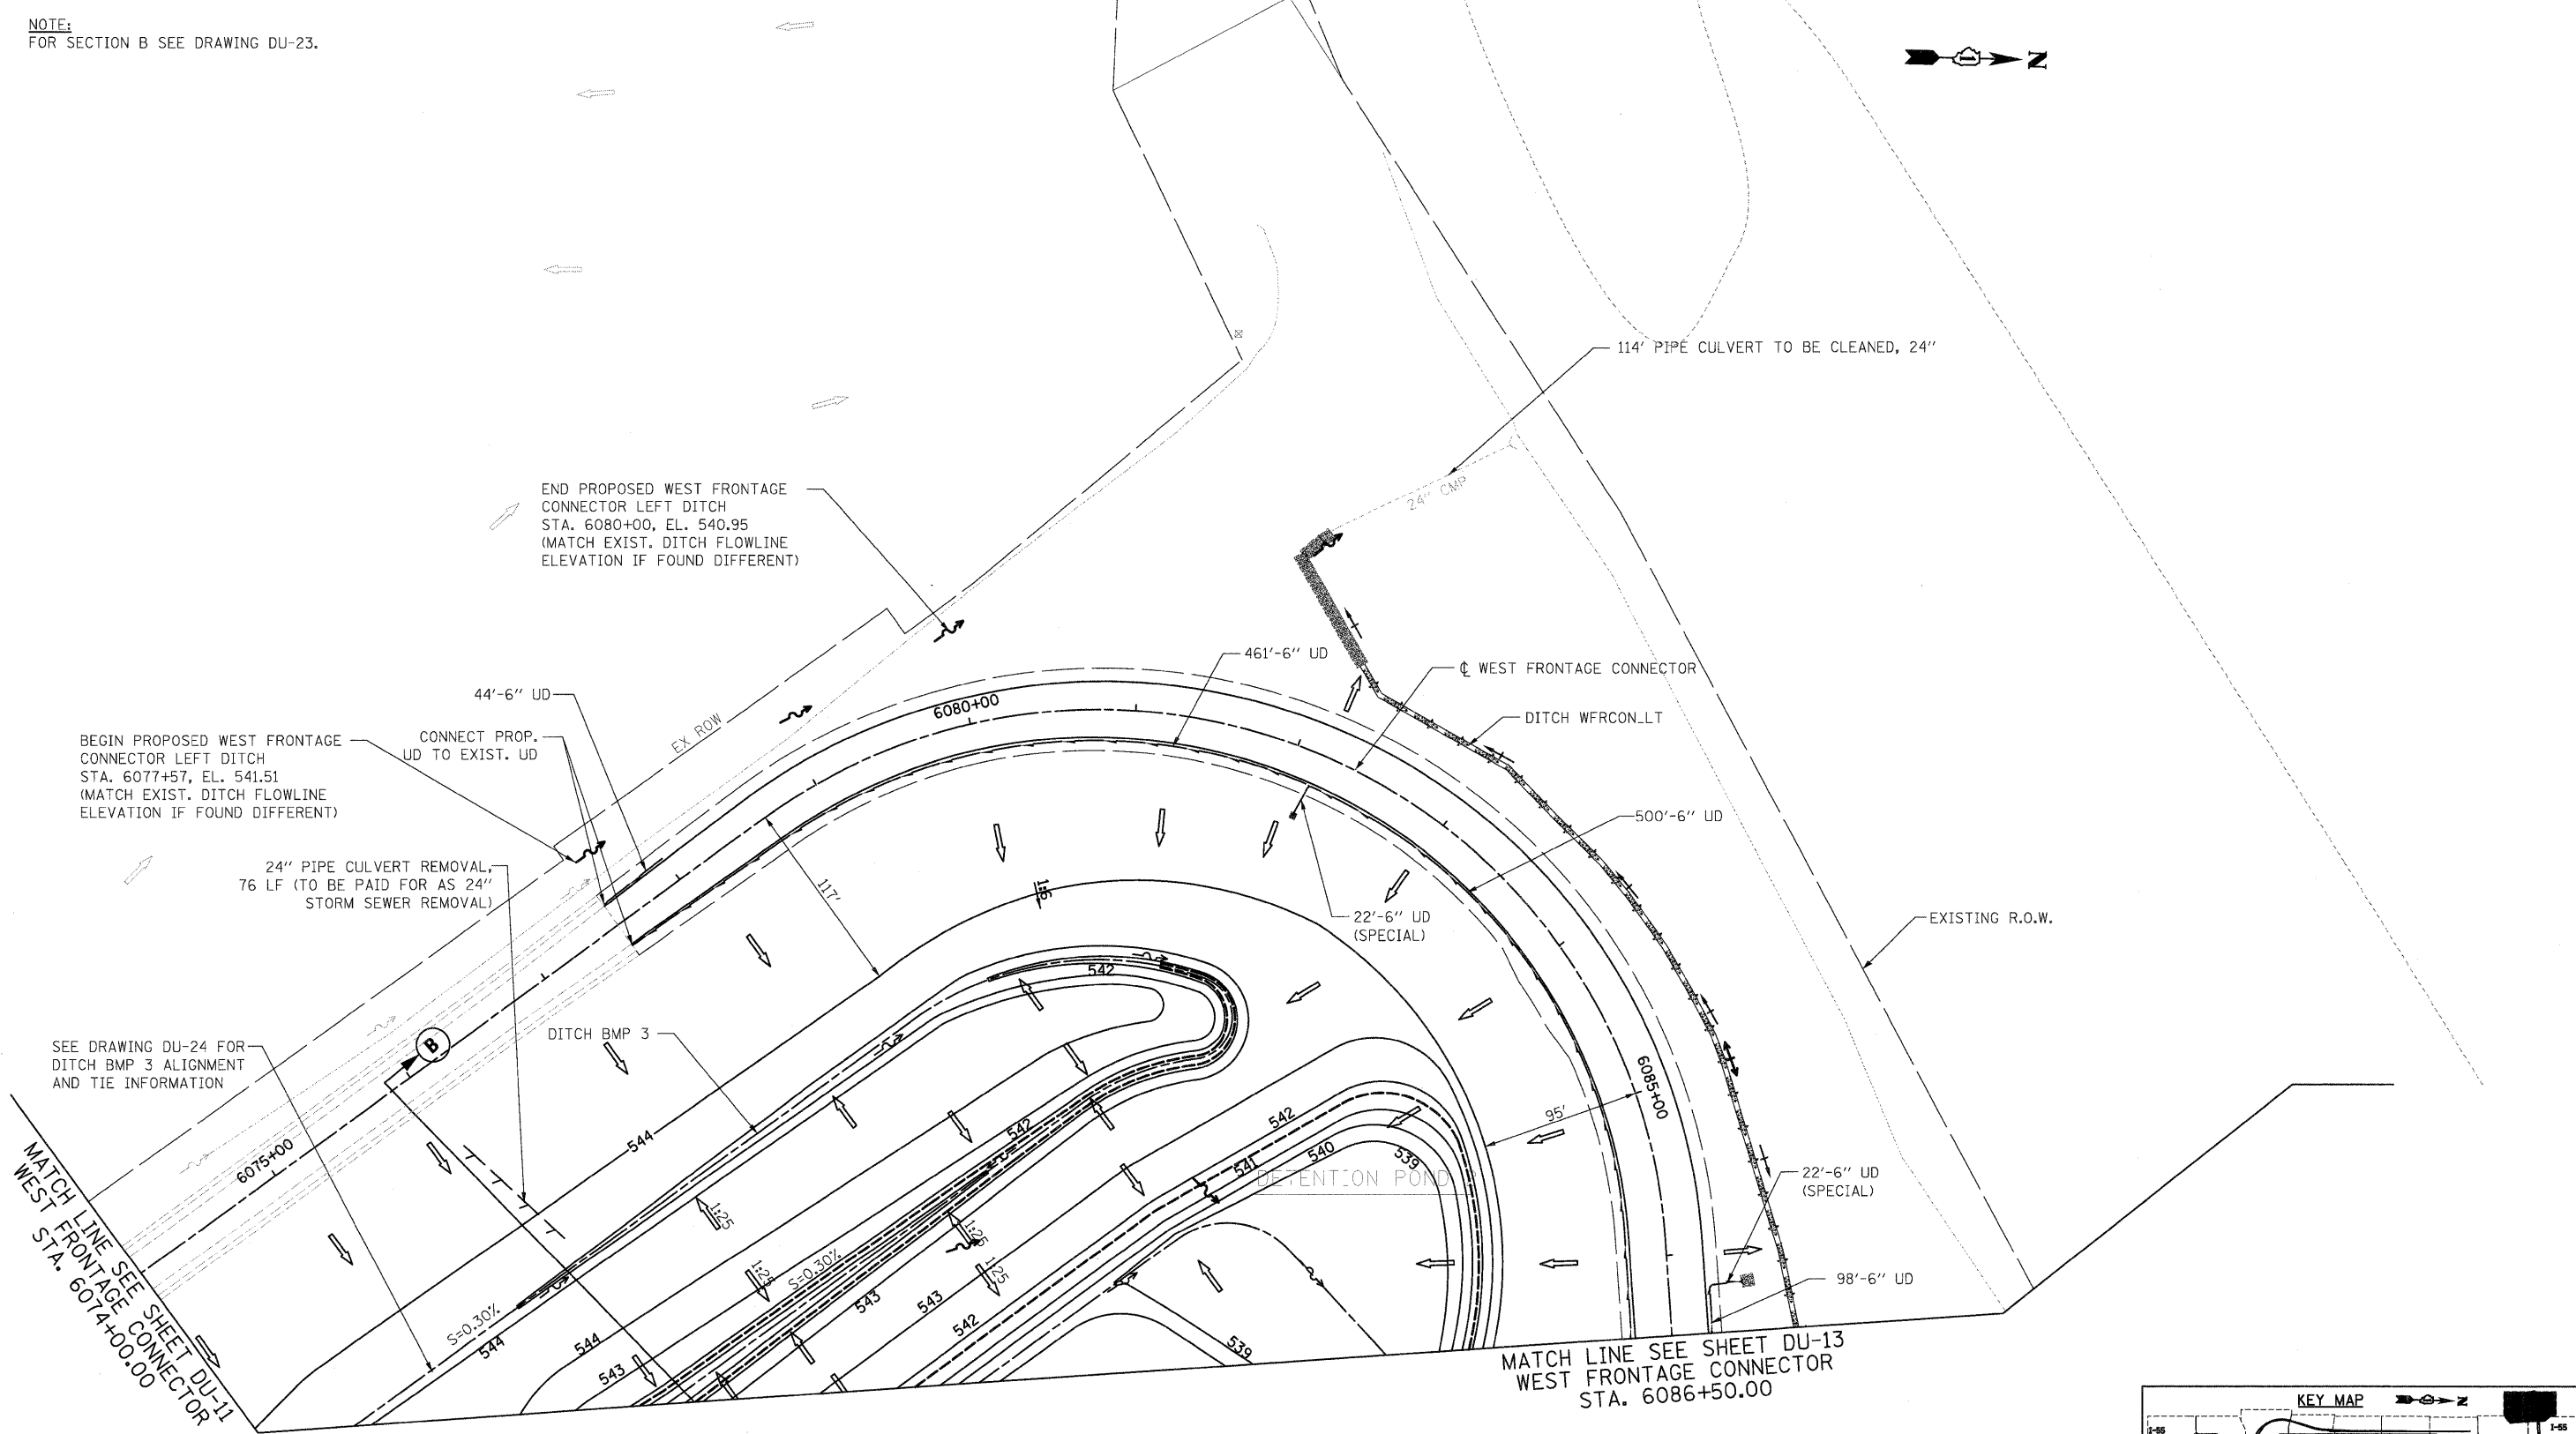 NOTE:
FOR SECTION B SEE DRAWING DU-23.
N
114' PIPE CULVERT TO BE CLEANED, 24"
24" CMP
END PROPOSED WEST FRONTAGE
CONNECTOR LEFT DITCH
STA. 6080+00, EL. 540.95
(MATCH EXIST. DITCH FLOWLINE
ELEVATION IF FOUND DIFFERENT)
461'-6" UD
℄ WEST FRONTAGE CONNECTOR
44'-6" UD
6080+00
DITCH WFRCON_LT
EX ROW
CONNECT PROP.
UD TO EXIST. UD
BEGIN PROPOSED WEST FRONTAGE
CONNECTOR LEFT DITCH
STA. 6077+57, EL. 541.51
(MATCH EXIST. DITCH FLOWLINE
ELEVATION IF FOUND DIFFERENT)
500'-6" UD
24" PIPE CULVERT REMOVAL,
76 LF (TO BE PAID FOR AS 24"
STORM SEWER REMOVAL)
117'
1:6
22'-6" UD
(SPECIAL)
EXISTING R.O.W.
542
DITCH BMP 3
B
SEE DRAWING DU-24 FOR
DITCH BMP 3 ALIGNMENT
AND TIE INFORMATION
6085+00
95'
544
542
542
541
540
539
DETENTION POND
6075+00
22'-6" UD
(SPECIAL)
1:25
1:25
1:25
1:25
S=0.30%
S=0.30%
98'-6" UD
543
543
542
544
544
543
539
MATCH LINE SEE SHEET DU-11
WEST FRONTAGE CONNECTOR
STA. 6074+00.00
MATCH LINE SEE SHEET DU-13
WEST FRONTAGE CONNECTOR
STA. 6086+50.00
KEY MAP
N
I-55
I-55